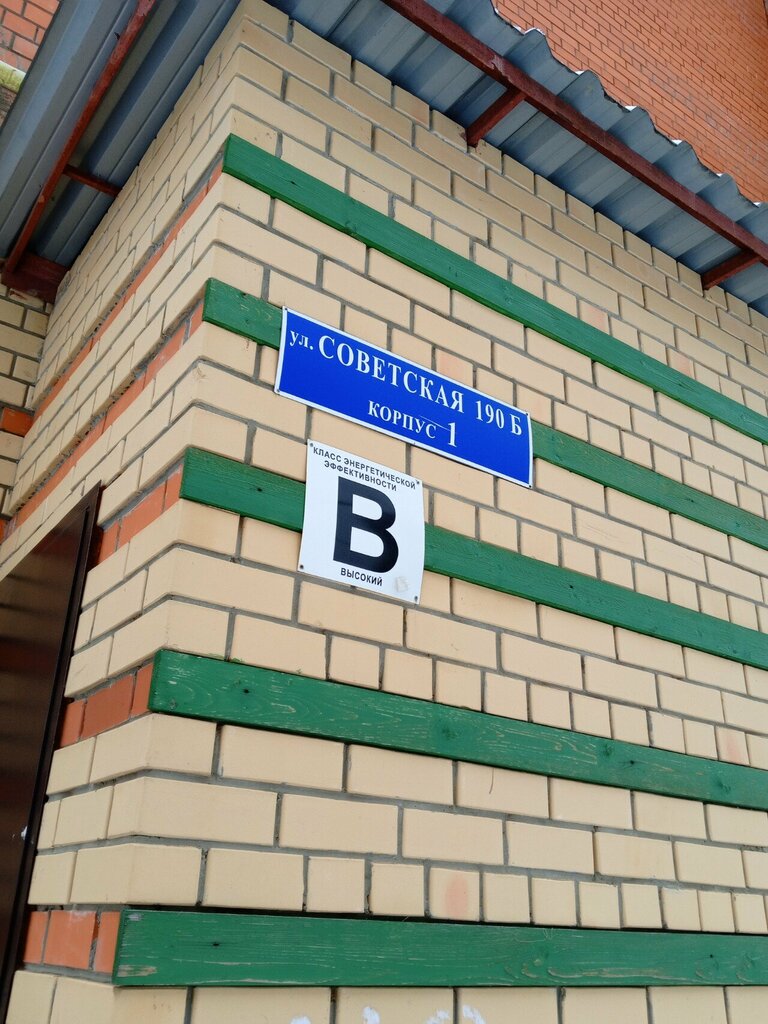 ул. СОВЕТСКАЯ 190 Б
КОРПУС 1
КЛАСС ЭНЕРГЕТИЧЕСКОЙ
ЭФФЕКТИВНОСТИ
В
ВЫСОКИЙ